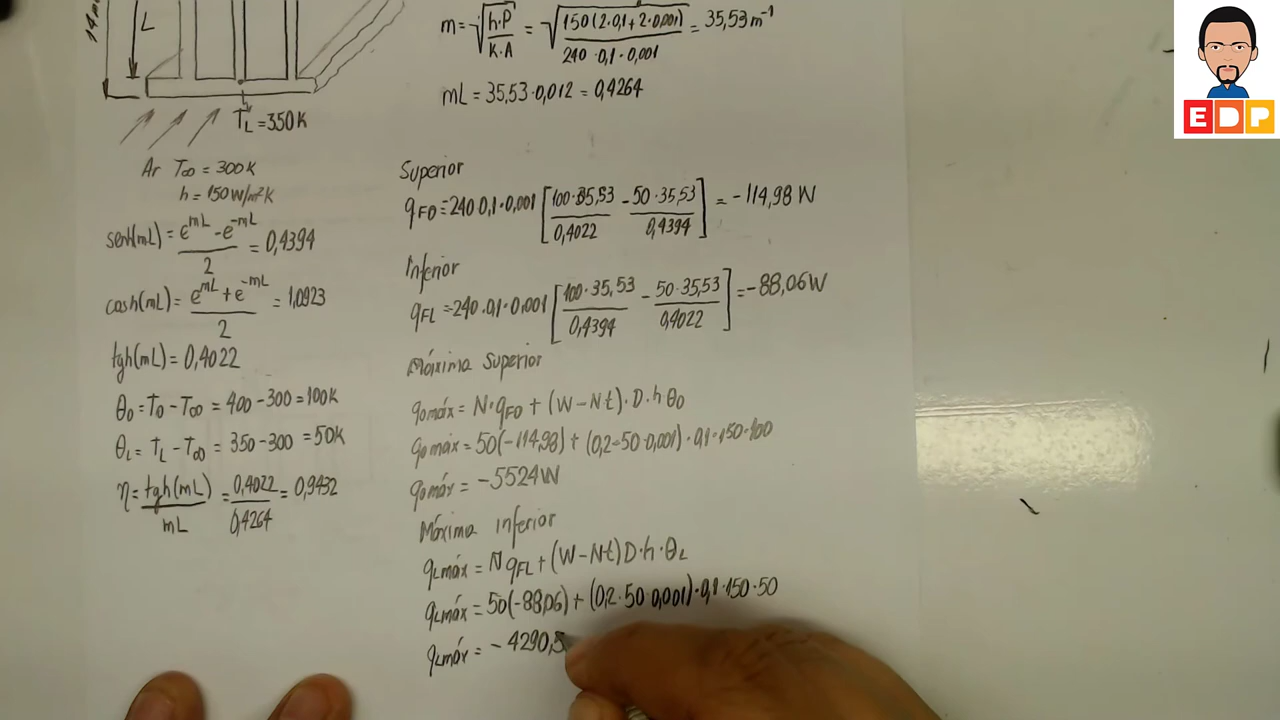 14m
L
T_L = 350K
Ar T∞ = 300K
h = 150 W/m²K
senh(mL) = (e^mL - e^-mL)/2 = 0,4394
cosh(mL) = (e^mL + e^-mL)/2 = 1,0923
tgh(mL) = 0,4022
θ0 = T0 - T∞ = 400 - 300 = 100K
θL = TL - T∞ = 350 - 300 = 50K
η = tgh(mL)/mL = 0,4022/0,4264 = 0,9432
m = √(h·P/K·A) = √(150(2·0,1+2·0,001)/240·0,1·0,001) = 35,53 m⁻¹
mL = 35,53·0,012 = 0,4264
Superior
qF0 = 240·0,1·0,001 [100·35,53/0,4022 - 50·35,53/0,4394] = -114,98 W
Inferior
qFL = 240·0,1·0,001 [100·35,53/0,4394 - 50·35,53/0,4022] = -88,06 W
Máxima Superior
q0máx = N·qF0 + (W-Nt)·D·h·θ0
q0máx = 50(-114,98) + (0,2-50·0,001)·0,1·150·100
q0máx = -5524W
Máxima inferior
qLmáx = N qFL + (W-Nt)D·h·θL
qLmáx = 50(-88,06) + (0,2·50·0,001)·0,1·150·50
qLmáx = -4290,5
EDP